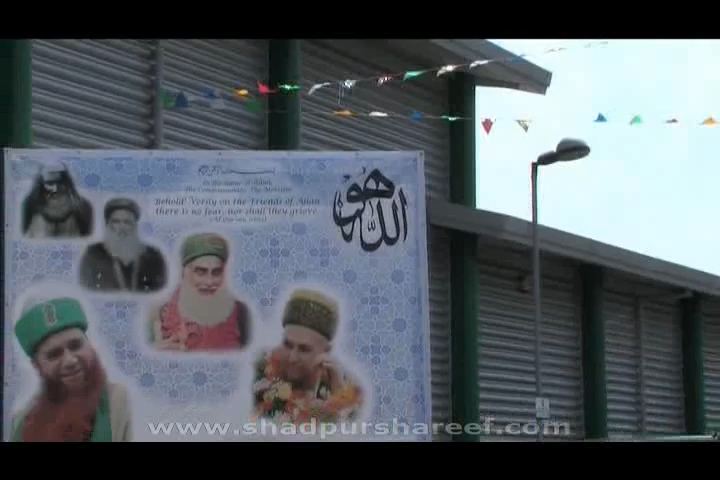 In the name of Allah,
The Compassionate, The Merciful
Behold! Verily on the friends of Allah
there is no fear, nor shall they grieve
الله هو
www.shadpurshareef.com